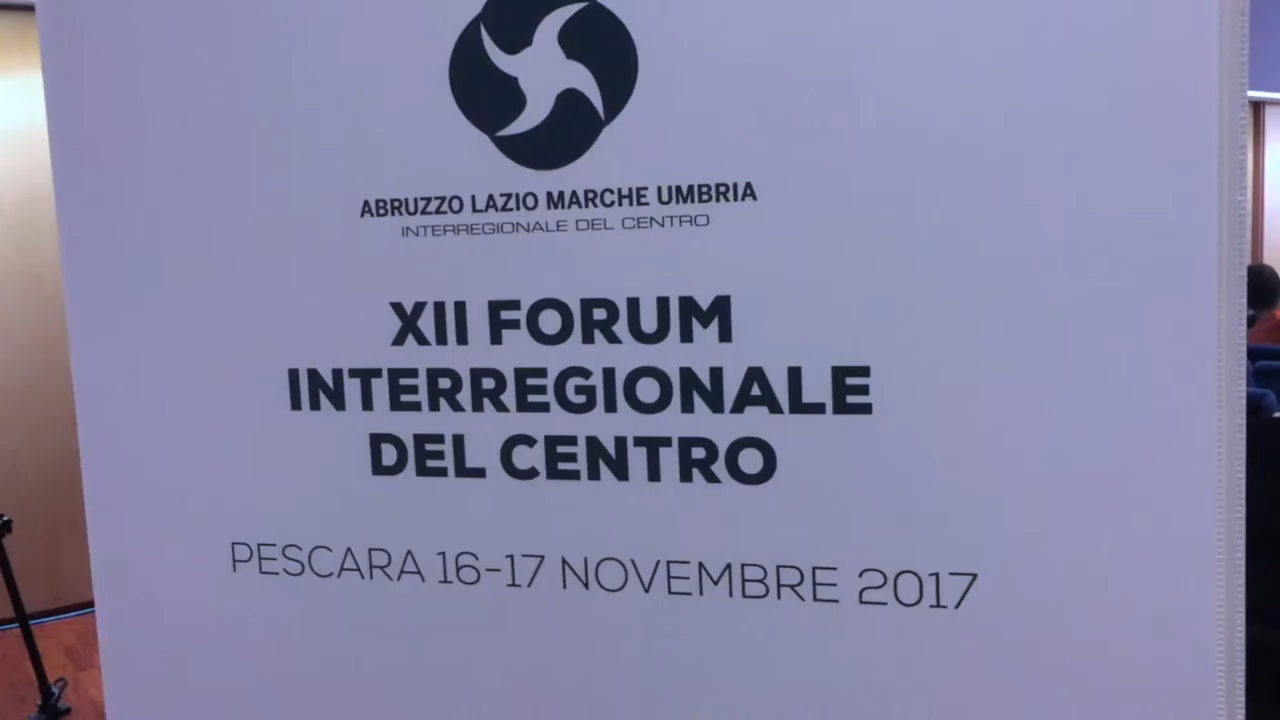 ABRUZZO LAZIO MARCHE UMBRIA
INTERREGIONALE DEL CENTRO
XII FORUM
INTERREGIONALE
DEL CENTRO
PESCARA 16-17 NOVEMBRE 2017